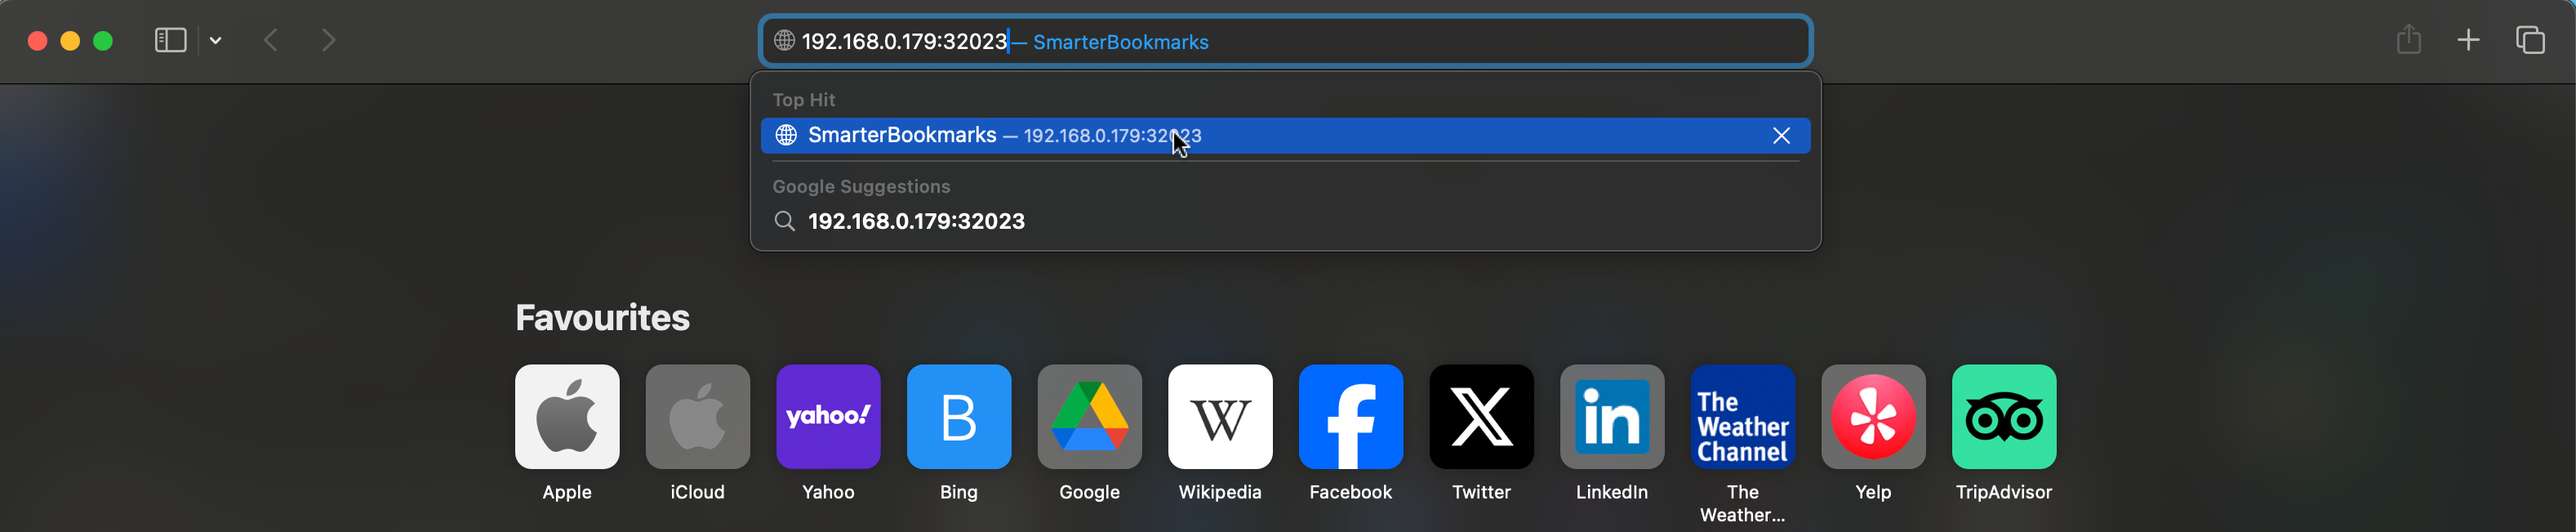 192.168.0.179:32023 — SmarterBookmarks
Top Hit
SmarterBookmarks — 192.168.0.179:32023
Google Suggestions
192.168.0.179:32023
Favourites
yahoo!
B
W
f
X
in
The
Weather
Channel
Apple
iCloud
Yahoo
Bing
Google
Wikipedia
Facebook
Twitter
LinkedIn
The
Weather...
Yelp
TripAdvisor